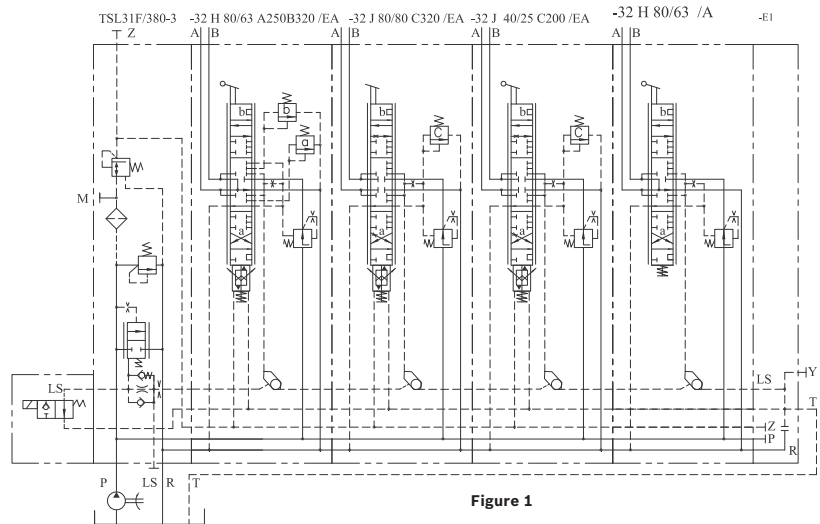 TSL31F/380-3 -32 H 80/63 A250B320 /EA -32 J 80/80 C320 /EA -32 J 40/25 C200 /EA -32 H 80/63 /A -E1
Z A B A B A B A B
b b b b
b
a C C
M
a a a a
LS LS Y
T
Z
P
R
P LS R T
Figure 1